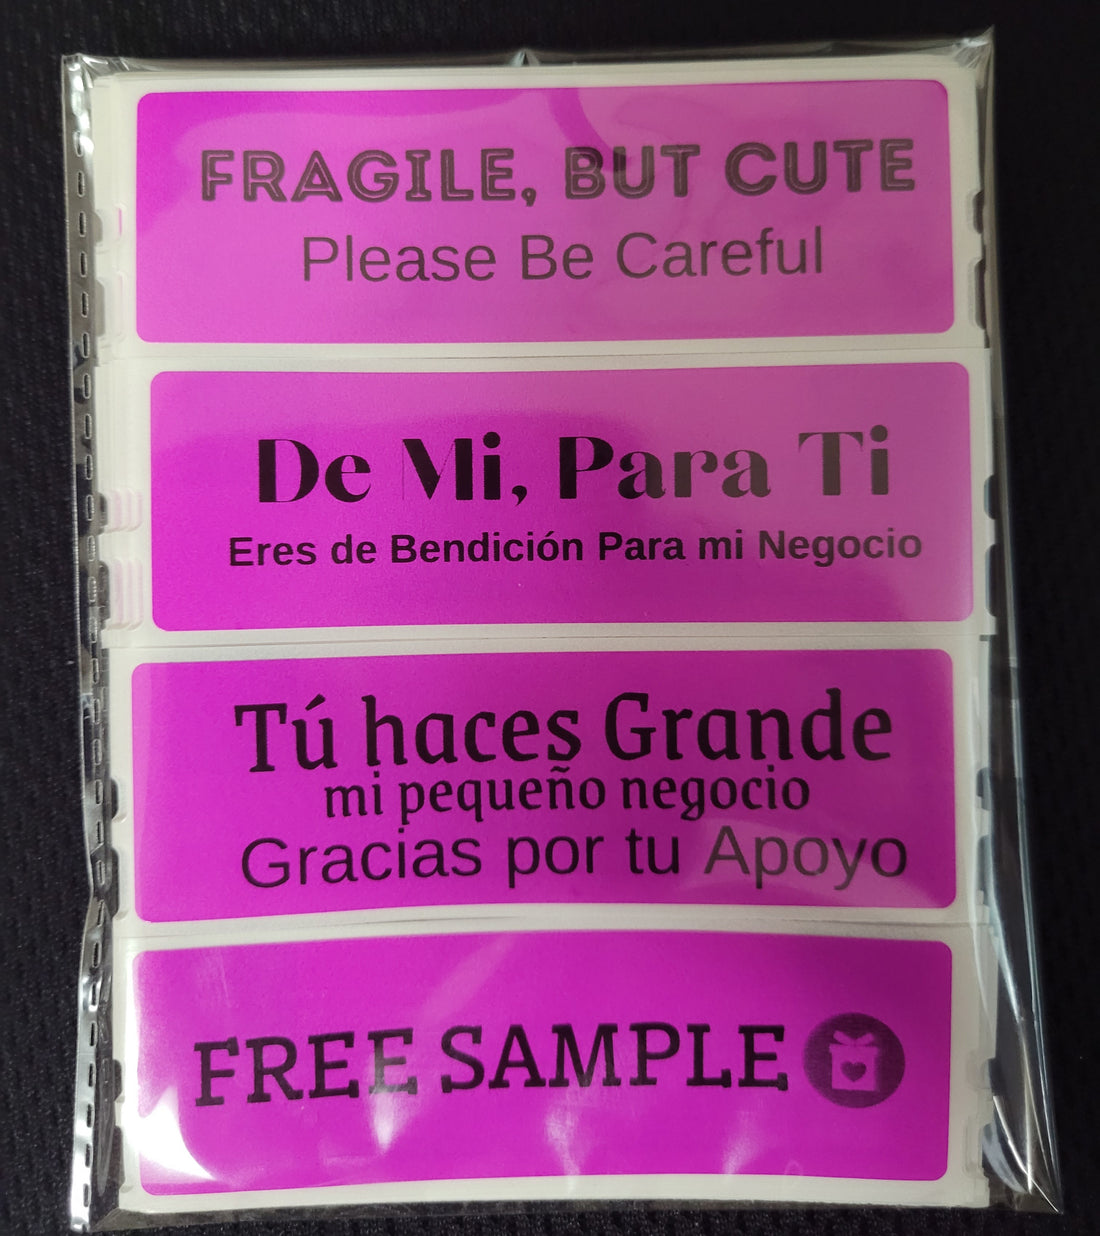 FRAGILE, BUT CUTE
Please Be Careful
De Mi, Para Ti
Eres de Bendición Para mi Negocio
Tú haces Grande
mi pequeño negocio
Gracias por tu Apoyo
FREE SAMPLE